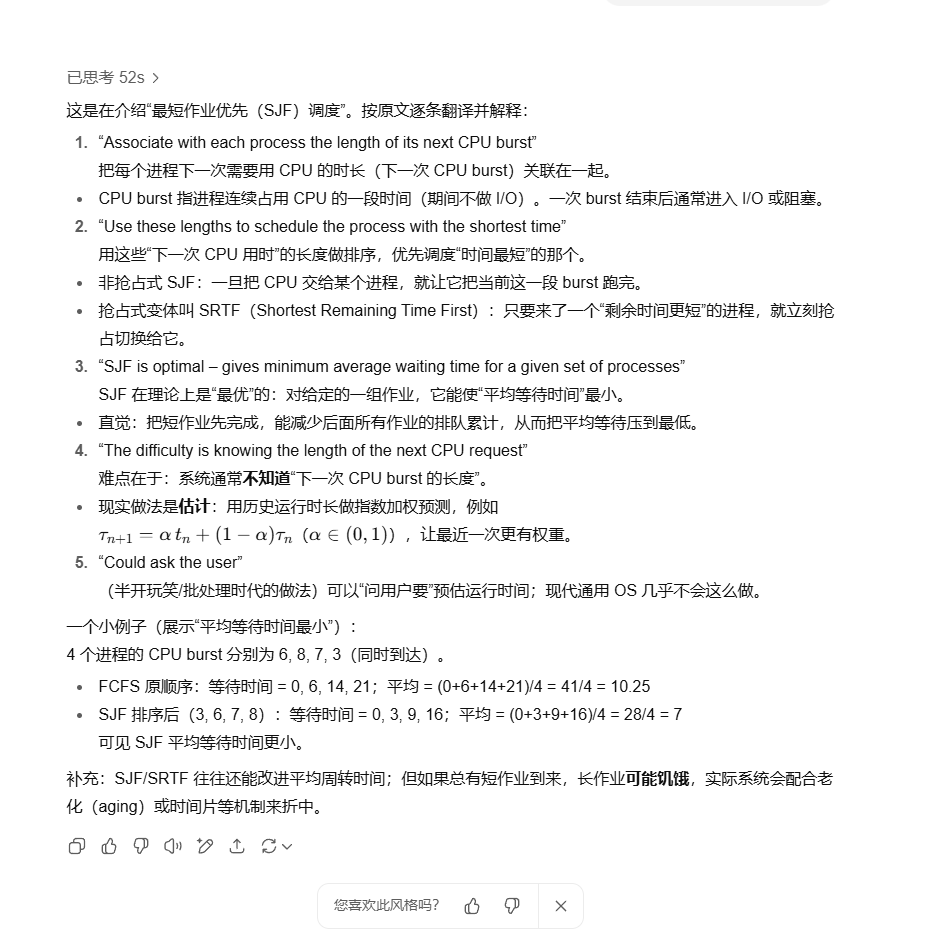 已思考 52s >
这是在介绍“最短作业优先（SJF）调度”。按原文逐条翻译并解释：
1. “Associate with each process the length of its next CPU burst”
把每个进程下一次需要用 CPU 的时长（下一次 CPU burst）关联在一起。
• CPU burst 指进程连续占用 CPU 的一段时间（期间不做 I/O）。一次 burst 结束后通常进入 I/O 或阻塞。
2. “Use these lengths to schedule the process with the shortest time”
用这些“下一次 CPU 用时”的长度做排序，优先调度“时间最短”的那个。
• 非抢占式 SJF：一旦把 CPU 交给某个进程，就让它把当前这一段 burst 跑完。
• 抢占式变体叫 SRTF（Shortest Remaining Time First）：只要来了一个“剩余时间更短”的进程，就立刻抢
占切换给它。
3. “SJF is optimal – gives minimum average waiting time for a given set of processes”
SJF 在理论上是“最优”的：对给定的一组作业，它能使“平均等待时间”最小。
• 直觉：把短作业先完成，能减少后面所有作业的排队累计，从而把平均等待压到最低。
4. “The difficulty is knowing the length of the next CPU request”
难点在于：系统通常不知道“下一次 CPU burst 的长度”。
• 现实做法是估计：用历史运行时长做指数加权预测，例如
τₙ₊₁ = α tₙ + (1 − α)τₙ（α ∈ (0, 1)），让最近一次更有权重。
5. “Could ask the user”
（半开玩笑/批处理时代的做法）可以“问用户要”预估运行时间；现代通用 OS 几乎不会这么做。
一个小例子（展示“平均等待时间最小”）：
4 个进程的 CPU burst 分别为 6, 8, 7, 3（同时到达）。
• FCFS 原顺序：等待时间 = 0, 6, 14, 21；平均 = (0+6+14+21)/4 = 41/4 = 10.25
• SJF 排序后（3, 6, 7, 8）：等待时间 = 0, 3, 9, 16；平均 = (0+3+9+16)/4 = 28/4 = 7
可见 SJF 平均等待时间更小。
补充：SJF/SRTF 往往还能改进平均周转时间；但如果总有短作业到来，长作业可能饥饿，实际系统会配合老
化（aging）或时间片等机制来折中。
您喜欢此风格吗？